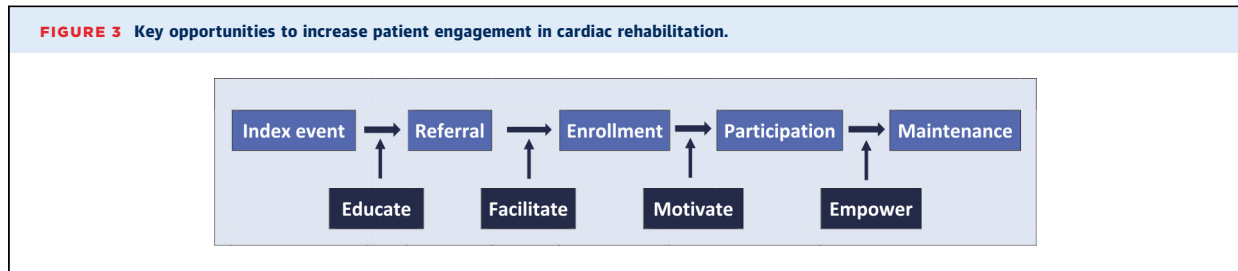 FIGURE 3 Key opportunities to increase patient engagement in cardiac rehabilitation.
Index event Referral Enrollment Participation Maintenance
Educate Facilitate Motivate Empower